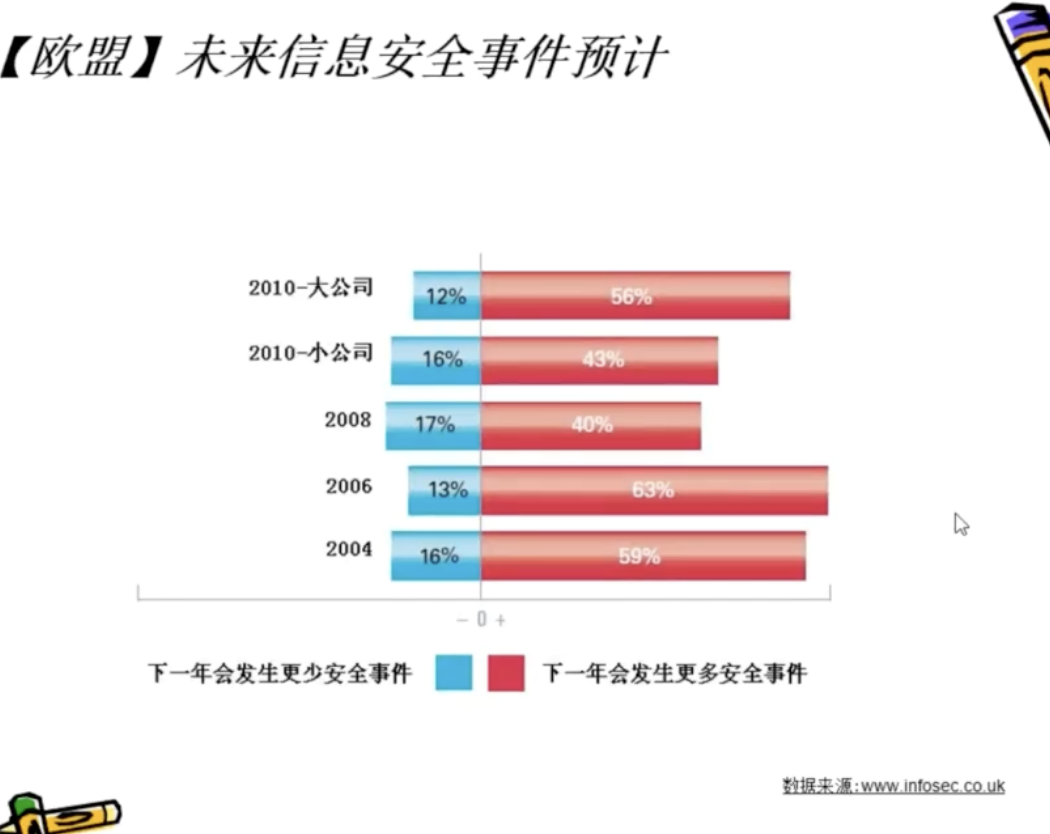 【欧盟】未来信息安全事件预计
2010-大公司 12% 56%
2010-小公司 16% 43%
2008 17% 40%
2006 13% 63%
2004 16% 59%
- 0 +
下一年会发生更少安全事件 下一年会发生更多安全事件
数据来源:www.infosec.co.uk